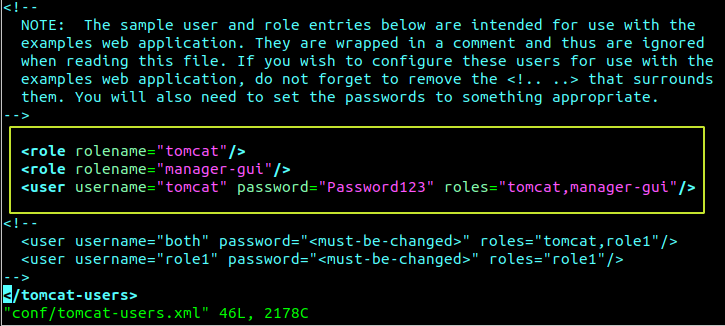 <!--
  NOTE:  The sample user and role entries below are intended for use with the
  examples web application. They are wrapped in a comment and thus are ignored
  when reading this file. If you wish to configure these users for use with the
  examples web application, do not forget to remove the <!.. ..> that surrounds
  them. You will also need to set the passwords to something appropriate.
-->
  <role rolename="tomcat"/>
  <role rolename="manager-gui"/>
  <user username="tomcat" password="Password123" roles="tomcat,manager-gui"/>
<!--
  <user username="both" password="<must-be-changed>" roles="tomcat,role1"/>
  <user username="role1" password="<must-be-changed>" roles="role1"/>
-->
</tomcat-users>
"conf/tomcat-users.xml" 46L, 2178C